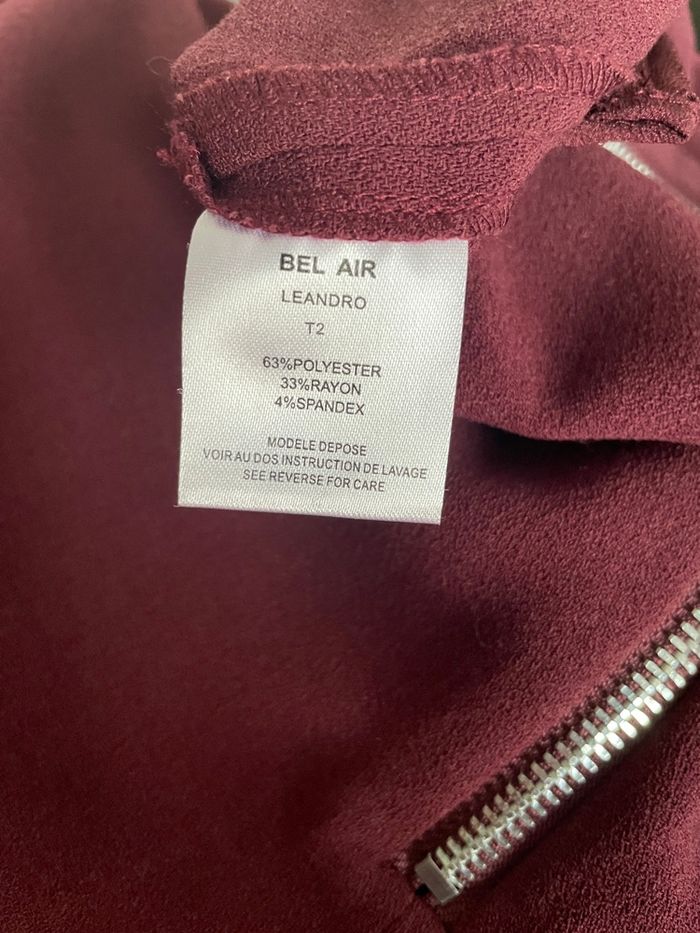 BEL AIR
LEANDRO
T2
63%POLYESTER
33%RAYON
4%SPANDEX
MODELE DEPOSE
VOIR AU DOS INSTRUCTION DE LAVAGE
SEE REVERSE FOR CARE